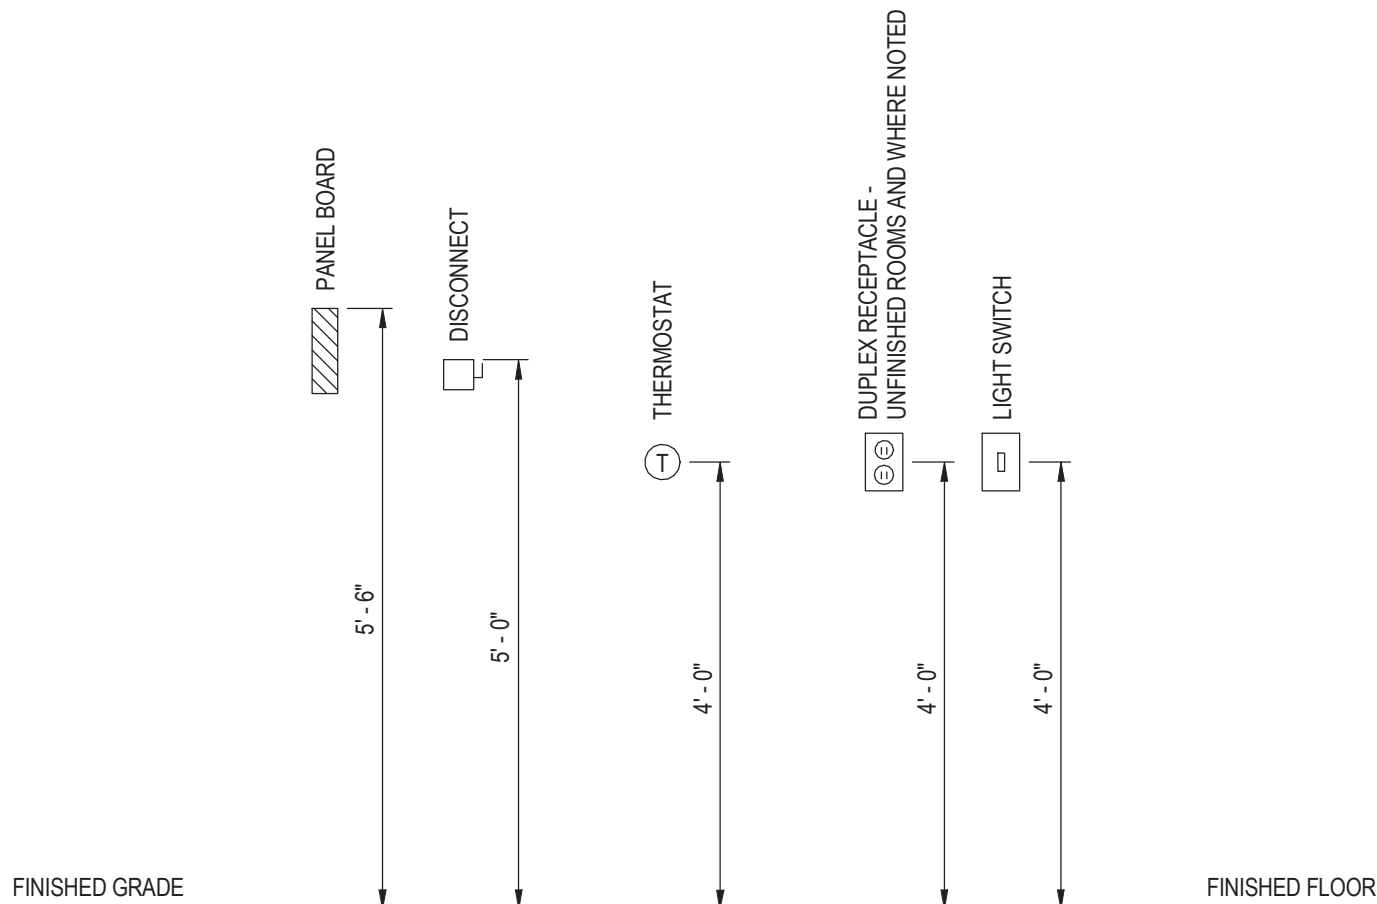 PANEL BOARD
DISCONNECT
THERMOSTAT
DUPLEX RECEPTACLE -
UNFINISHED ROOMS AND WHERE NOTED
LIGHT SWITCH
T
5' - 6"
5' - 0"
4' - 0"
4' - 0"
4' - 0"
FINISHED GRADE
FINISHED FLOOR